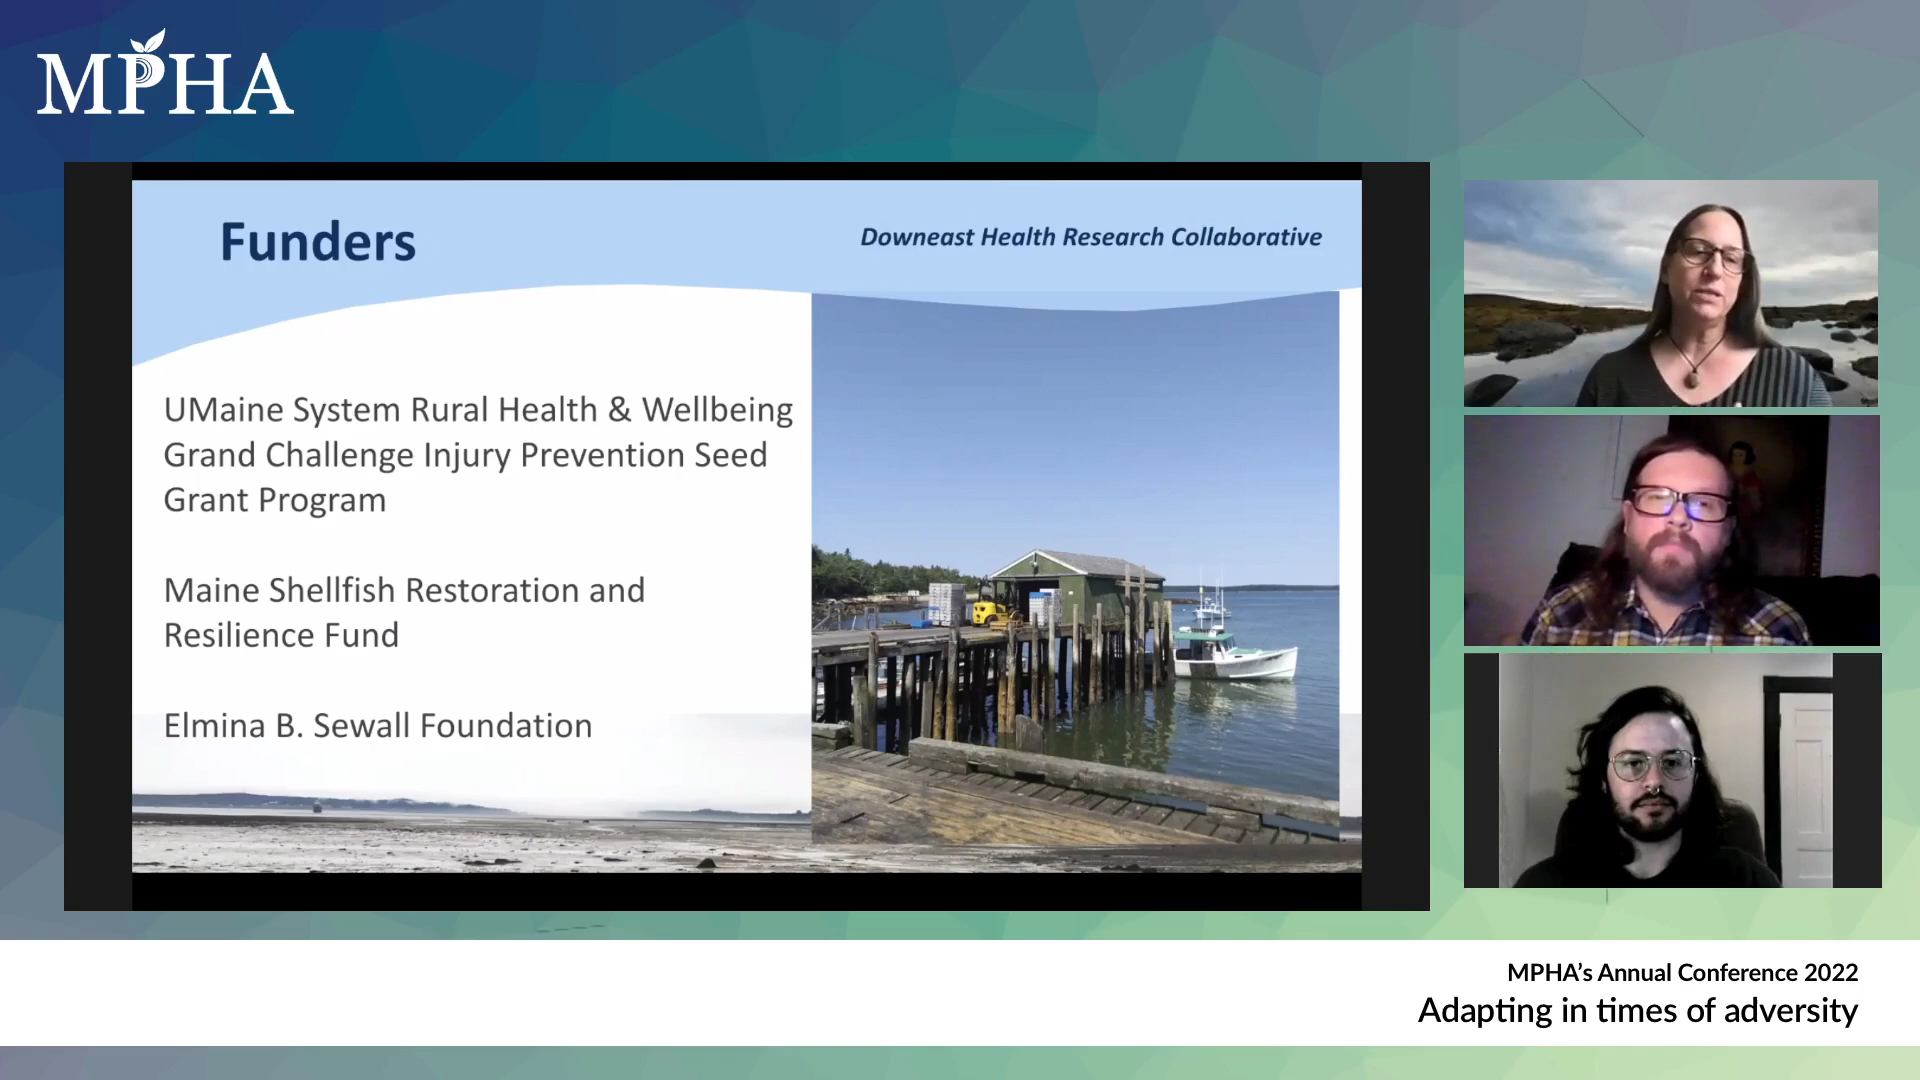 MPHA
Funders
Downeast Health Research Collaborative
UMaine System Rural Health & Wellbeing
Grand Challenge Injury Prevention Seed
Grant Program
Maine Shellfish Restoration and
Resilience Fund
Elmina B. Sewall Foundation
MPHA’s Annual Conference 2022
Adapting in times of adversity